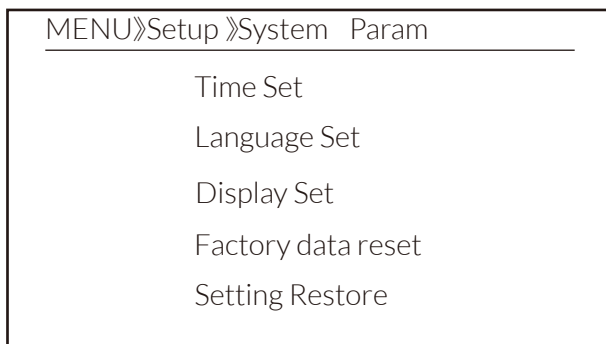 MENU》Setup 》System Param
Time Set
Language Set
Display Set
Factory data reset
Setting Restore